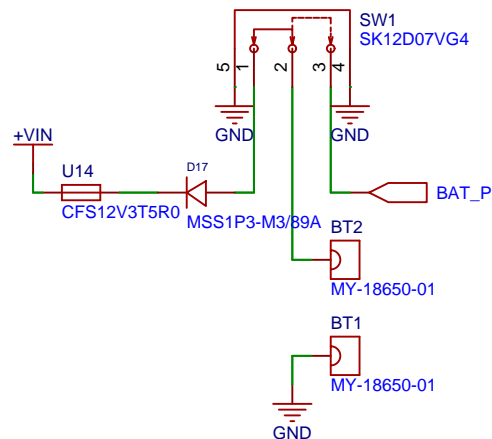 SW1
SK12D07VG4
5
1
2
3
4
GND
GND
+VIN
U14
CFS12V3T5R0
D17
MSS1P3-M3/89A
BAT_P
BT2
MY-18650-01
BT1
MY-18650-01
GND